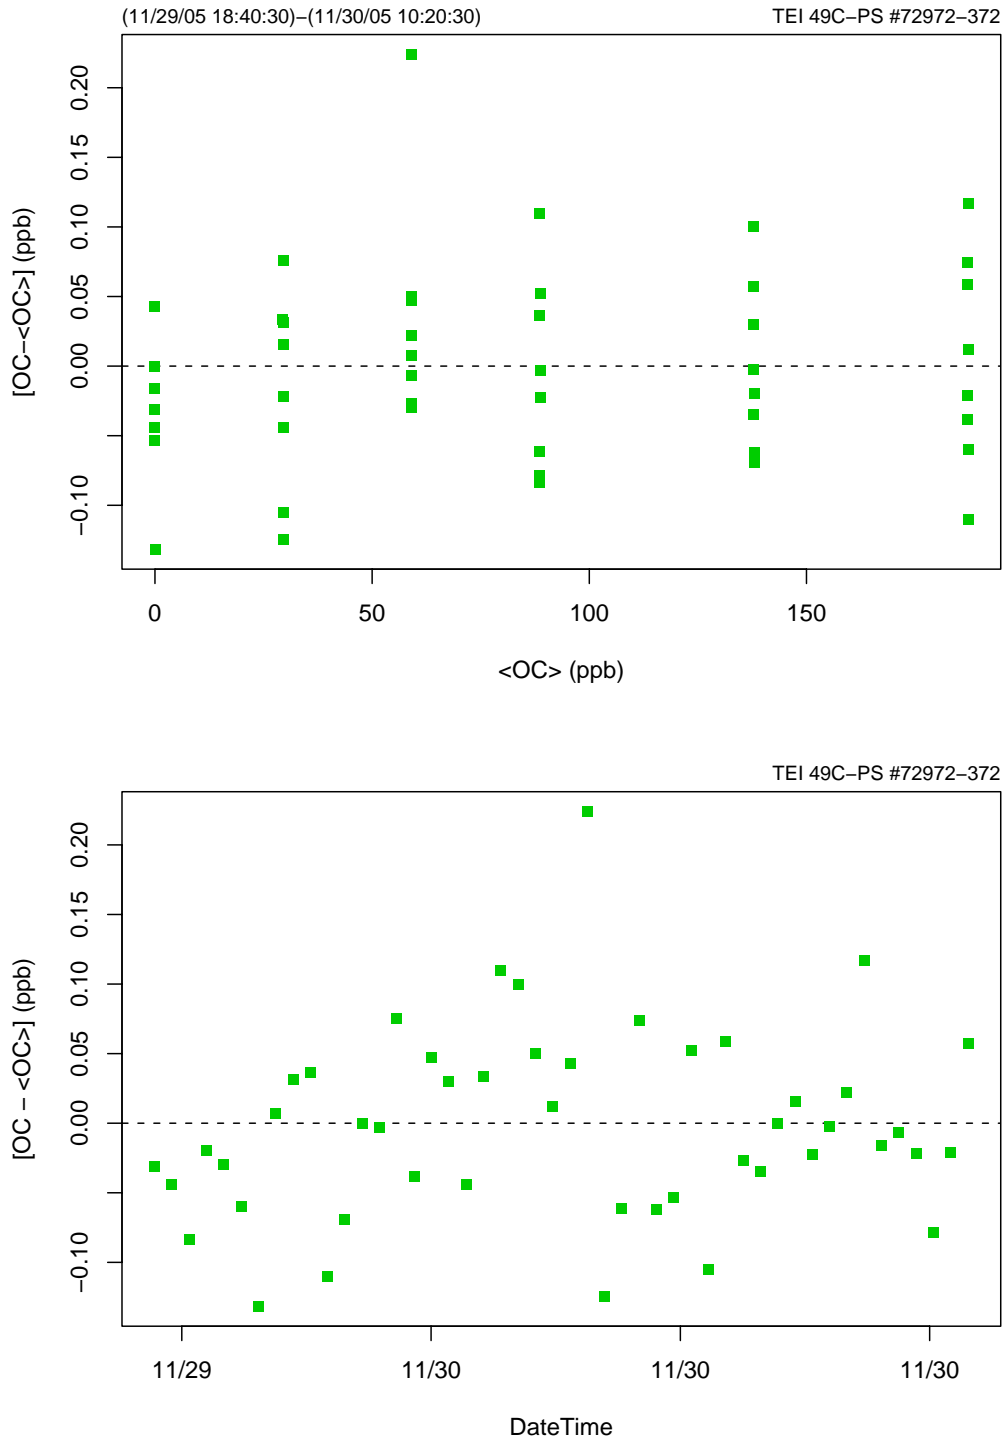 (11/29/05 18:40:30)−(11/30/05 10:20:30) TEI 49C−PS #72972−372
0.20
0.15
0.10
0.05
0.00
−0.10
[OC−<OC>] (ppb)
0 50 100 150
<OC> (ppb)
TEI 49C−PS #72972−372
0.20
0.15
0.10
0.05
0.00
−0.10
[OC − <OC>] (ppb)
11/29 11/30 11/30 11/30
DateTime